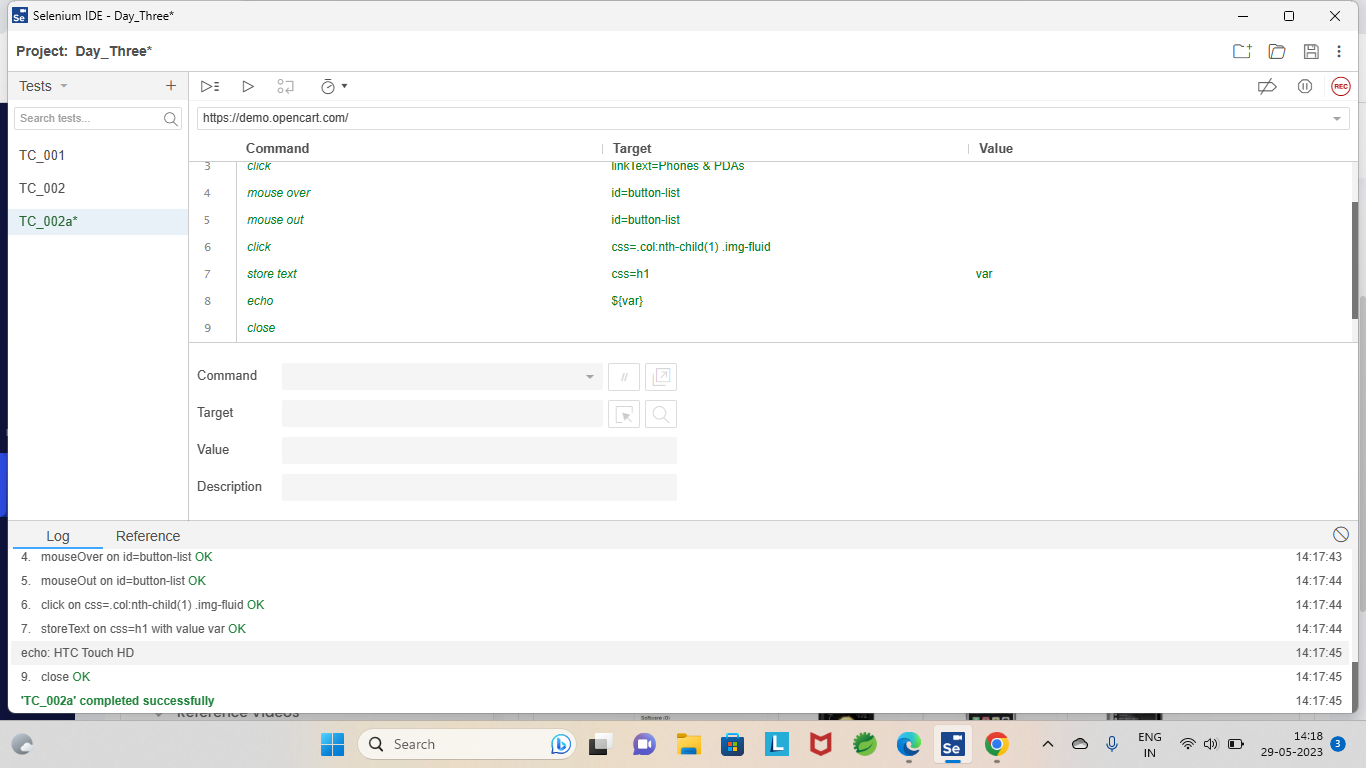 Selenium IDE - Day_Three*
Project: Day_Three*
Tests
REC
Search tests...
https://demo.opencart.com/
Command Target Value
TC_001
TC_002
TC_002a*
3 click linkText=Phones & PDAs
4 mouse over id=button-list
5 mouse out id=button-list
6 click css=.col:nth-child(1) .img-fluid
7 store text css=h1 var
8 echo ${var}
9 close
Command //
Target
Value
Description
Log Reference
4. mouseOver on id=button-list OK 14:17:43
5. mouseOut on id=button-list OK 14:17:44
6. click on css=.col:nth-child(1) .img-fluid OK 14:17:44
7. storeText on css=h1 with value var OK 14:17:44
echo: HTC Touch HD 14:17:45
9. close OK 14:17:45
'TC_002a' completed successfully 14:17:45
Reference Videos
Software (0)
Search
ENG
IN
14:18
29-05-2023
3